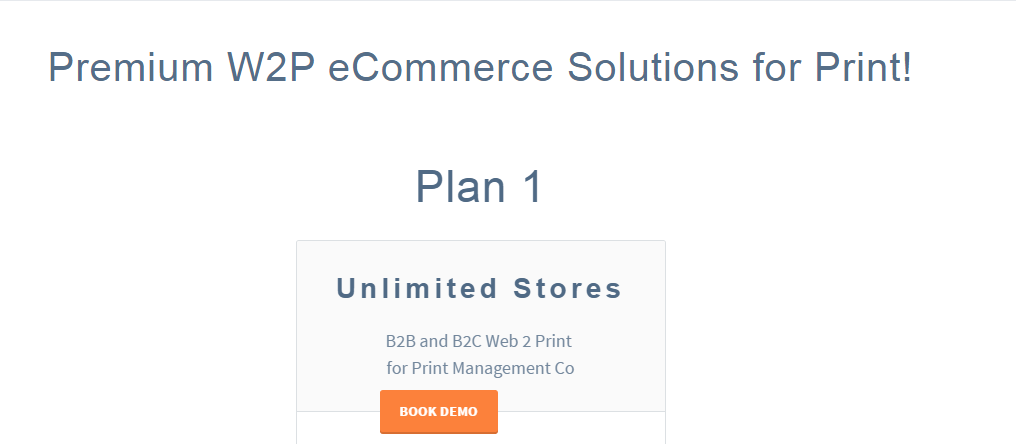 Premium W2P eCommerce Solutions for Print!
Plan 1
Unlimited Stores
B2B and B2C Web 2 Print
for Print Management Co
BOOK DEMO